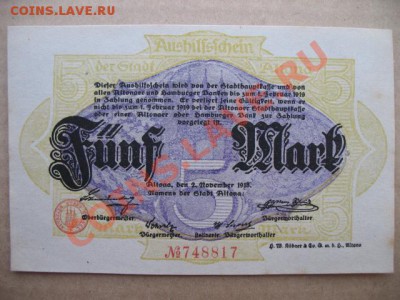 COINS.LAVE.RU
Aushilfsschein
der Stadt
Dieser Aushilfsschein wird von der Stadthauptkasse und von
allen Altonaer und Hamburger Banken bis zum 1. Februar 1919
in Zahlung genommen. Er verliert seine Gültigkeit, wenn er
nicht bis zum 1. Februar 1919 bei der Altonaer Stadthauptkasse
oder einer Altonaer oder Hamburger Bank zur Zahlung
vorgelegt ist.
Fünf Mark
5
Altona, den 2. November 1918.
Namens der Stadt Altona:
Oberbürgermeister. Bürgerworthalter
Bürgermeister.
Bürgerworthalter
№748817